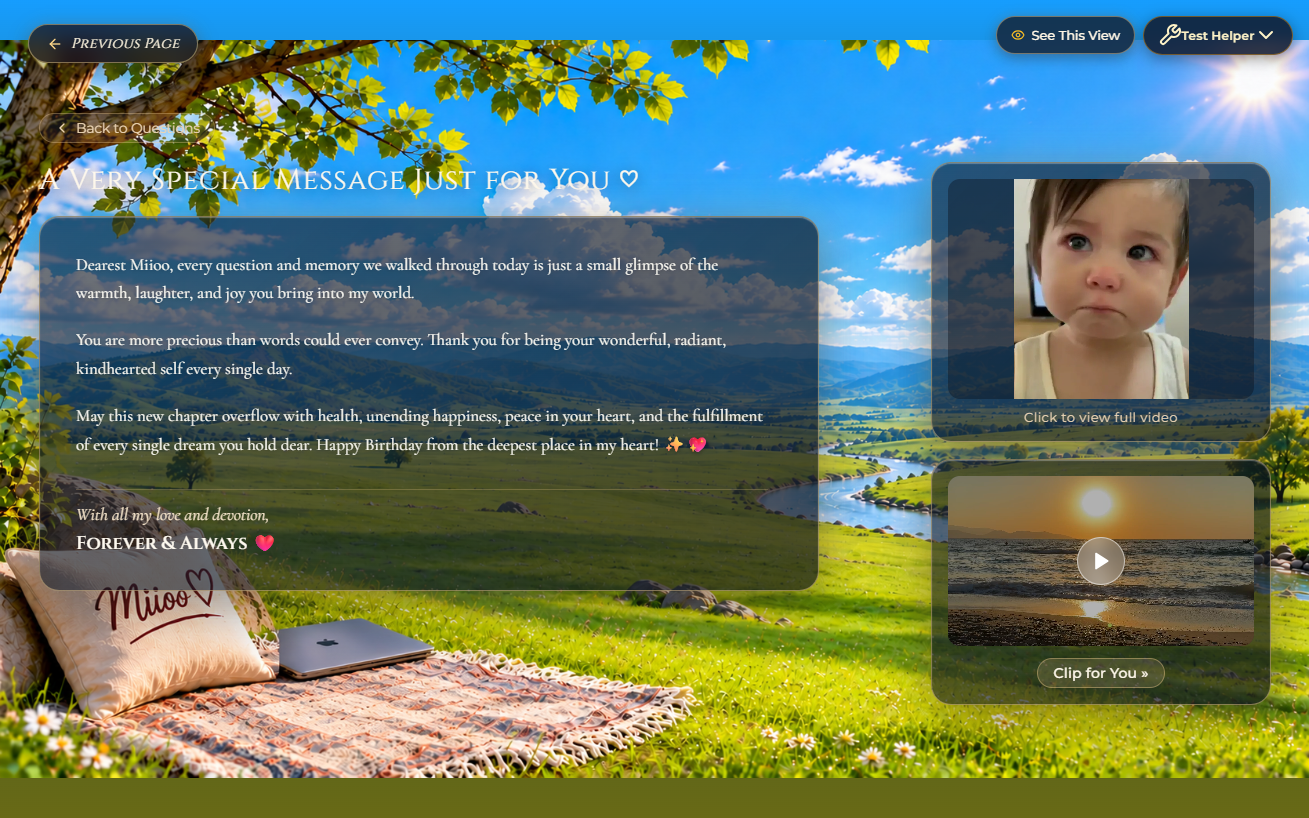 Previous Page
See This View
Test Helper
Back to Questions
A Very Special Message Just for You ♡
Dearest Miioo, every question and memory we walked through today is just a small glimpse of the
warmth, laughter, and joy you bring into my world.
You are more precious than words could ever convey. Thank you for being your wonderful, radiant,
kindhearted self every single day.
May this new chapter overflow with health, unending happiness, peace in your heart, and the fulfillment
of every single dream you hold dear. Happy Birthday from the deepest place in my heart! ✨ 💖
With all my love and devotion,
Forever & Always 💗
Miioo♡
Click to view full video
Clip for You »